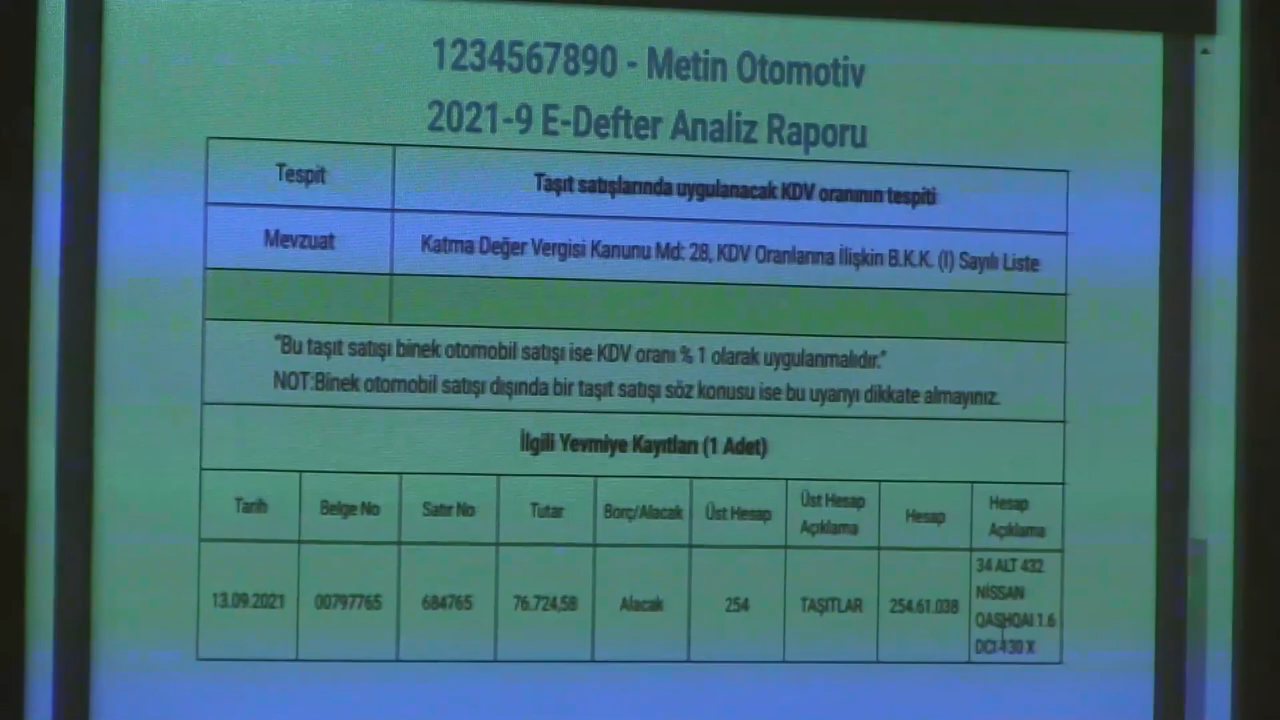 1234567890 - Metin Otomotiv
2021-9 E-Defter Analiz Raporu
Tespit
Taşıt satışlarında uygulanacak KDV oranının tespiti
Mevzuat
Katma Değer Vergisi Kanunu Md: 28, KDV Oranlarına İlişkin B.K.K. (I) Sayılı Liste
"Bu taşıt satışı binek otomobil satışı ise KDV oranı % 1 olarak uygulanmalıdır."
NOT:Binek otomobil satışı dışında bir taşıt satışı söz konusu ise bu uyarıyı dikkate almayınız.
İlgili Yevmiye Kayıtları (1 Adet)
Tarih
Belge No
Satır No
Tutar
Borç/Alacak
Üst Hesap
Üst Hesap
Açıklama
Hesap
Hesap
Açıklama
13.09.2021
00797765
684765
76.724,58
Alacak
254
TAŞITLAR
254.61.038
34 ALT 432
NİSSAN
QASHQAI 1.6
DCI 430 X